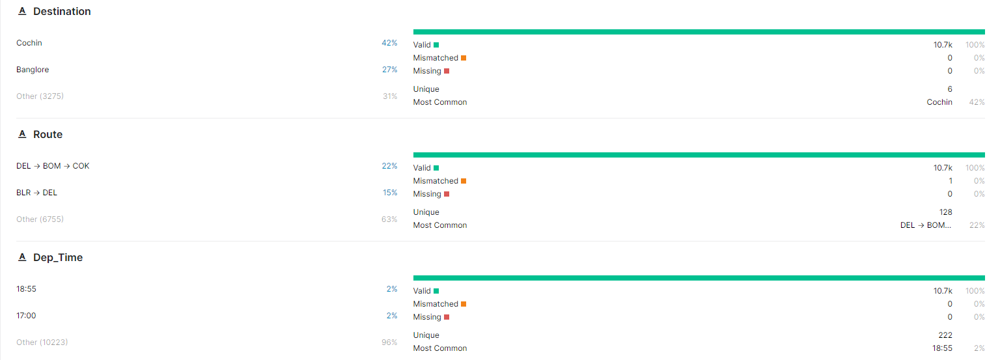 A Destination
Cochin 42%
Banglore 27%
Other (3275) 31%
Valid 10.7k 100%
Mismatched 0 0%
Missing 0 0%
Unique 6
Most Common Cochin 42%
A Route
DEL → BOM → COK 22%
BLR → DEL 15%
Other (6755) 63%
Valid 10.7k 100%
Mismatched 1 0%
Missing 0 0%
Unique 128
Most Common DEL → BOM... 22%
A Dep_Time
18:55 2%
17:00 2%
Other (10223) 96%
Valid 10.7k 100%
Mismatched 0 0%
Missing 0 0%
Unique 222
Most Common 18:55 2%